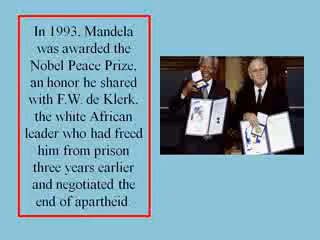 In 1993, Mandela
was awarded the
Nobel Peace Prize,
an honor he shared
with F.W. de Klerk,
the white African
leader who had freed
him from prison
three years earlier
and negotiated the
end of apartheid